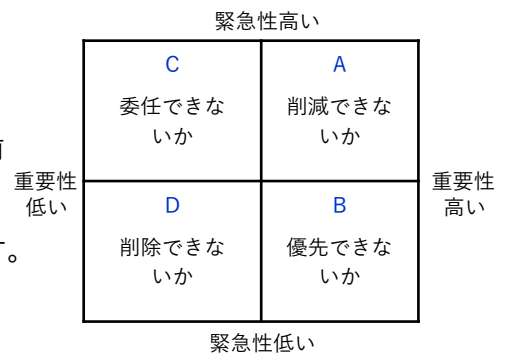 緊急性高い
C
A
委任できな
いか
削減できな
いか
重要性
低い
重要性
高い
D
B
す。
削除できな
いか
優先できな
いか
緊急性低い